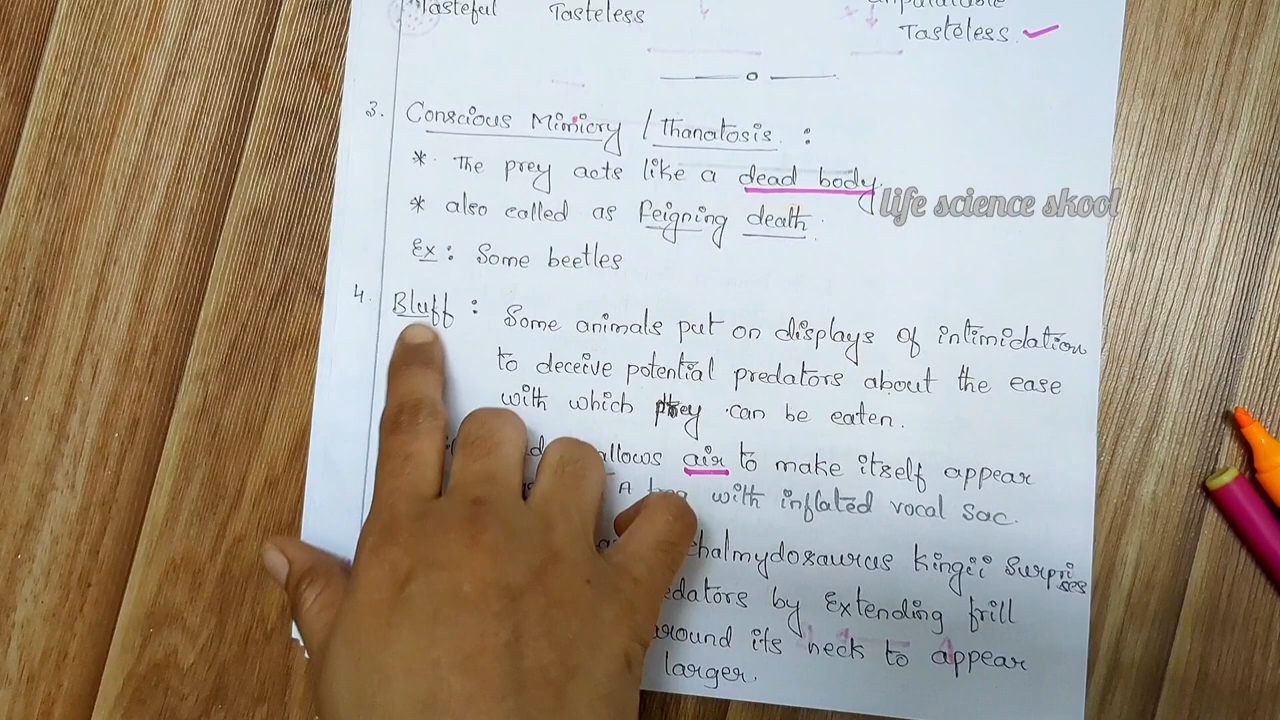 Tasteful Tasteless
Tasteless
3. Conscious Mimicry / Thanatosis :
* The prey acts like a dead body.
life science skool
* also called as feigning death.
Ex : Some beetles
4. Bluff : Some animals put on displays of intimidation
to deceive potential predators about the ease
with which they can be eaten.
allows air to make itself appear
A with inflated vocal sac.
chalmydosaurus kingii surprises
by extending frill
around its neck to appear
larger.